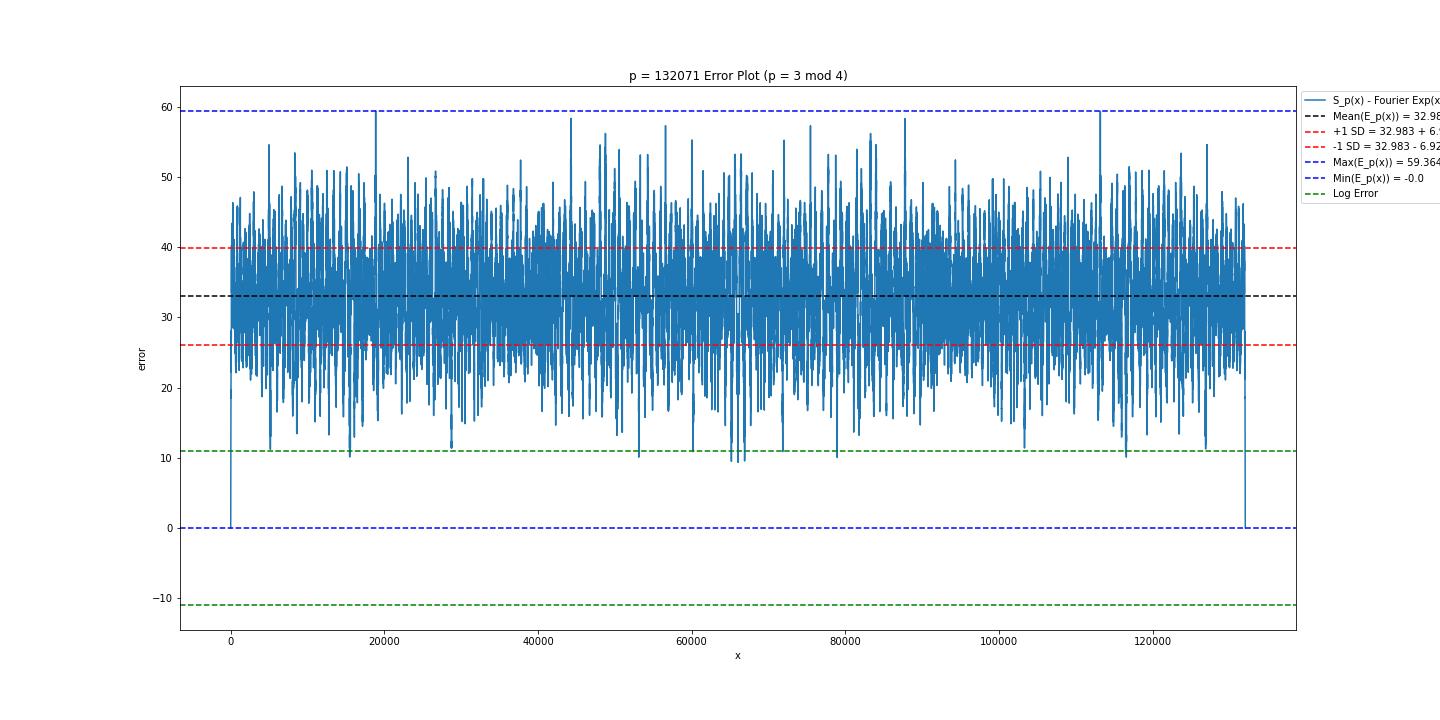 p = 132071 Error Plot (p = 3 mod 4)
60
50
40
30
20
10
0
−10
error
0
20000
40000
60000
80000
100000
120000
x
S_p(x) - Fourier Exp(x
Mean(E_p(x)) = 32.98
+1 SD = 32.983 + 6.9
-1 SD = 32.983 - 6.92
Max(E_p(x)) = 59.364
Min(E_p(x)) = -0.0
Log Error